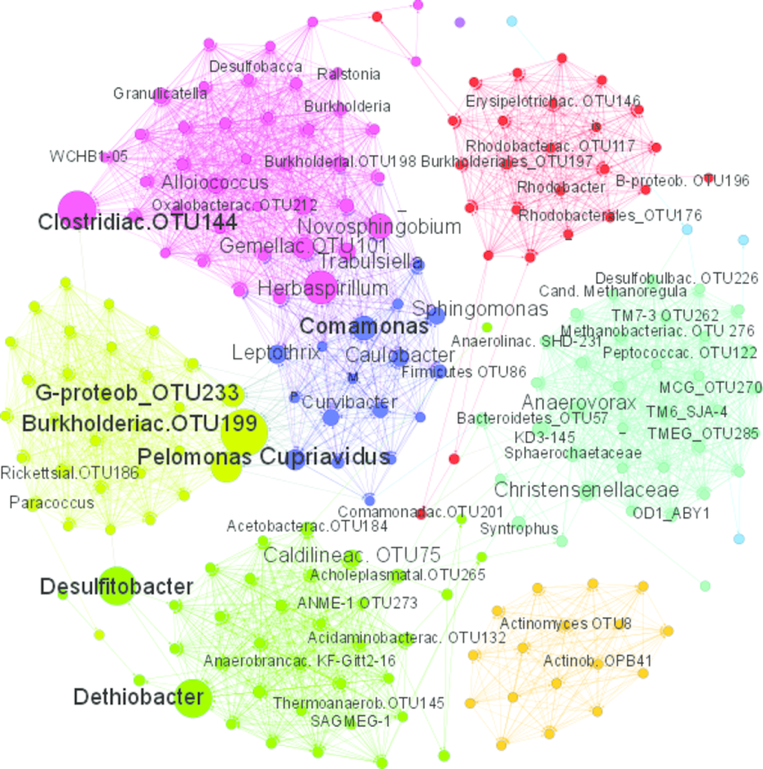 Desulfobacca
Ralstonia
Granulicatella
Burkholderia
Erysipelotrichac. OTU146
Rhodobacterac. OTU117
WCHB1-05
Burkholderial.OTU198
Burkholderiales_OTU197
Alloiococcus
Rhodobacter
B-proteob. OTU196
Oxalobacterac. OTU212
Clostridiac.OTU144
Novosphingobium
Rhodobacterales_OTU176
Gemellac_OTU101
Trabulsiella
Herbaspirillum
Desulfobulbac. OTU226
Cand. Methanoregula
Sphingomonas
TM7-3 OTU262
Comamonas
Methanobacteriac. OTU 276
Anaerolinac. SHD-231
Leptothrix
Caulobacter
Peptococcac. OTU122
Firmicutes OTU86
M
MCG_OTU270
G-proteob_OTU233
P
Curvibacter
Anaerovorax
TM6_SJA-4
Burkholderiac.OTU199
Bacteroidetes_OTU57
TMEG_OTU285
KD3-145
Pelomonas
Cupriavidus
Sphaerochaetaceae
Rickettsial.OTU186
Christensenellaceae
Paracoccus
Comamonadac.OTU201
OD1_ABY1
Acetobacterac.OTU184
Syntrophus
Caldilineac. OTU75
Desulfitobacter
Acholeplasmatal.OTU265
ANME-1 OTU273
Actinomyces OTU8
Acidaminobacterac. OTU132
Anaerobrancac. KF-Gitt2-16
Actinob. OPB41
Dethiobacter
Thermoanaerob.OTU145
SAGMEG-1